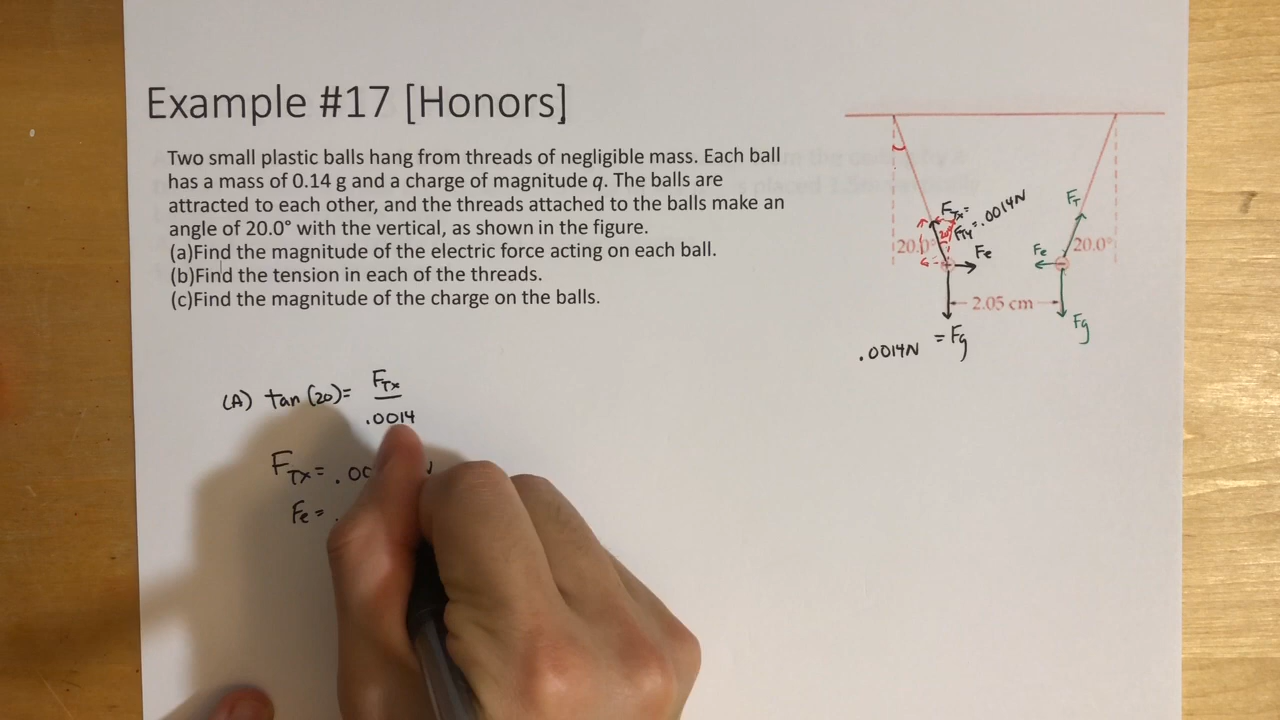 Example #17 [Honors]
Two small plastic balls hang from threads of negligible mass. Each ball
has a mass of 0.14 g and a charge of magnitude q. The balls are
attracted to each other, and the threads attached to the balls make an
angle of 20.0° with the vertical, as shown in the figure.
(a)Find the magnitude of the electric force acting on each ball.
(b)Find the tension in each of the threads.
(c)Find the magnitude of the charge on the balls.
(A) tan(20)= FTx
.0014
FTx= .00
Fe= .
FTx=
FTy=.0014N
20.0°
20
Fe
.0014N = Fg
2.05 cm
FT
Fe
20.0°
Fg